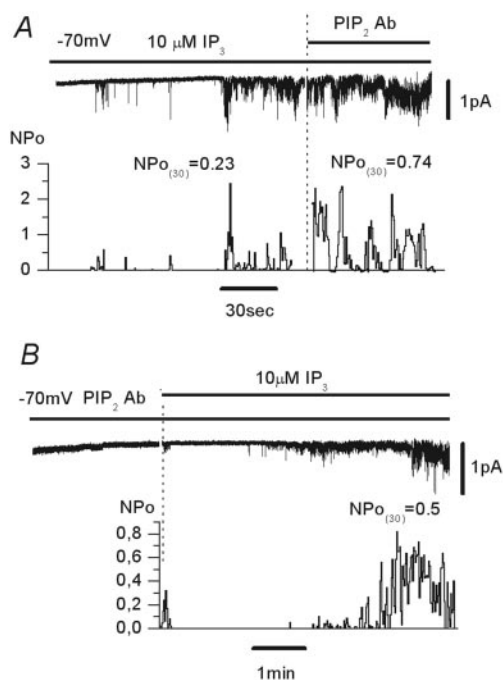 A
PIP2 Ab
-70mV 10 μM IP3
1pA
NPo
NPo(30)=0.23 NPo(30)=0.74
3
2
1
0
30sec
B
10μM IP3
-70mV PIP2 Ab
1pA
NPo
NPo(30)=0.5
0,8
0,6
0,4
0,2
0,0
1min